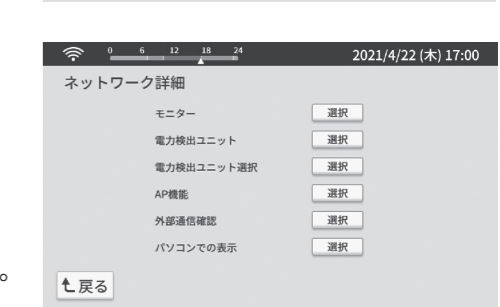 0 6 12 18 24 2021/4/22 (木) 17:00
ネットワーク詳細
モニター 選択
電力検出ユニット 選択
電力検出ユニット選択 選択
AP機能 選択
外部通信確認 選択
パソコンでの表示 選択
。
戻る